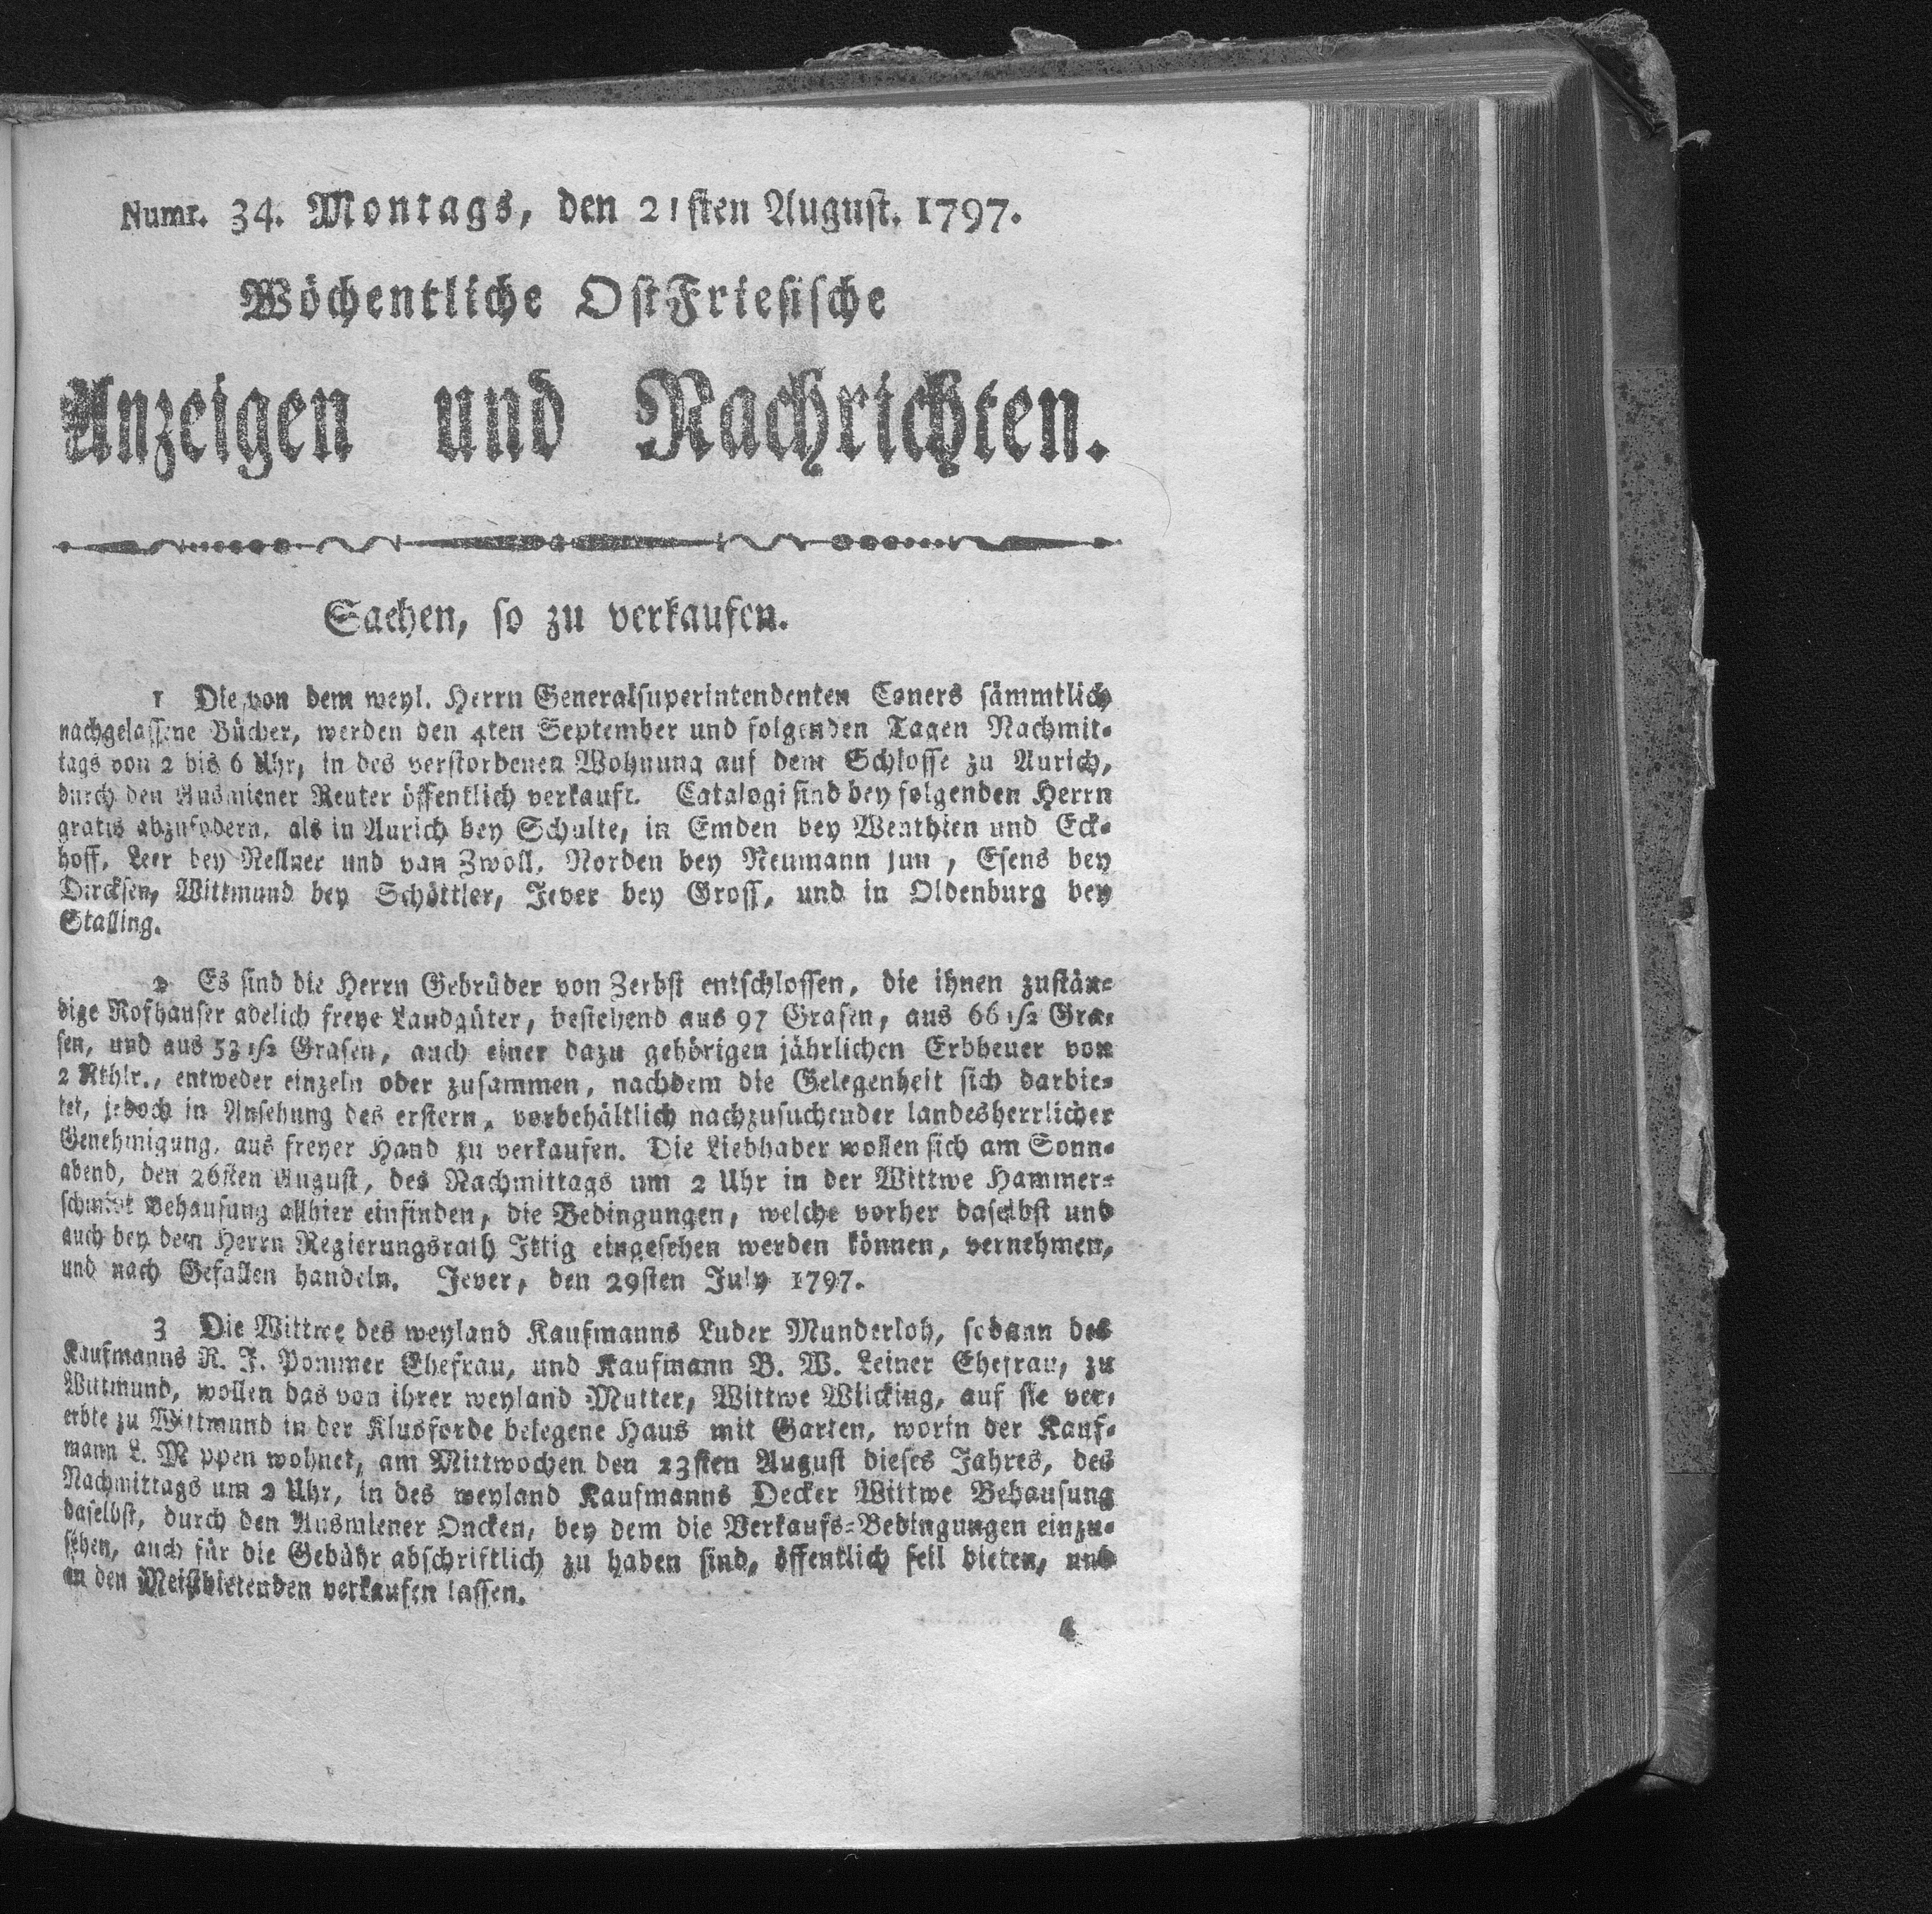 Numr. 34. Montags, den 21sten August. 1797.
Wöchentliche OstFriesische
Anzeigen und Nachrichten.
Sachen, so zu verkaufen.
1 Die von dem weyl. Herrn Generalsuperintendenten Coners sämmtlich
nachgelassene Bücher, werden den 4ten September und folgenden Tagen Nachmit-
tags von 2 bis 6 Uhr, in des verstorbenen Wohnung auf dem Schlosse zu Aurich,
durch den Ausmiener Reuter öffentlich verkauft. Catalogi sind bey folgenden Herrn
gratis abzufodern, als in Aurich bey Schulte, in Emden bey Wenthien und Eck-
hoff, Leer bey Nellner und van Zwoll, Norden bey Neumann jun, Esens bey
Dircksen, Wittmund bey Schöttler, Jever bey Gross, und in Oldenburg bey
Stalling.
2 Es sind die Herrn Gebrüder von Zerbst entschlossen, die ihnen zustän-
dige Rofhauser adelich freye Landgüter, bestehend aus 97 Grasen, aus 66 1/2 Gra-
sen, und aus 53 1/2 Grasen, auch einer dazu gehörigen jährlichen Erbheuer von
2 Rthlr., entweder einzeln oder zusammen, nachdem die Gelegenheit sich darbie-
tet, jedoch in Ansehung des erstern, vorbehältlich nachzusuchender landesherrlicher
Genehmigung, aus freyer Hand zu verkaufen. Die Liebhaber wollen sich am Sonn-
abend, den 26sten August, des Nachmittags um 2 Uhr in der Wittwe Hammer-
schmidt Behausung allhier einfinden, die Bedingungen, welche vorher daselbst und
auch bey dem Herrn Regierungsrath Ittig eingesehen werden können, vernehmen,
und nach Gefallen handeln. Jever, den 29sten July 1797.
3 Die Wittwe des weyland Kaufmanns Luder Munderloh, sodann des
Kaufmanns R. J. Pommer Ehefrau, und Kaufmann B. W. Leiner Ehefrau, zu
Wittmund, wollen das von ihrer weyland Mutter, Wittwe Wilcking, auf sie ver-
erbte zu Wittmund in der Klusforde belegene Haus mit Garten, worin der Kauf-
mann L. M ppen wohnet, am Mittwochen den 23sten August dieses Jahres, des
Nachmittags um 2 Uhr, in des weyland Kaufmanns Decker Wittwe Behausung
daselbst, durch den Ausmiener Oncken, bey dem die Verkaufs-Bedingungen einzu-
sehen, auch für die Gebühr abschriftlich zu haben sind, öffentlich feil bieten, und
an den Meistbietenden verkaufen lassen.